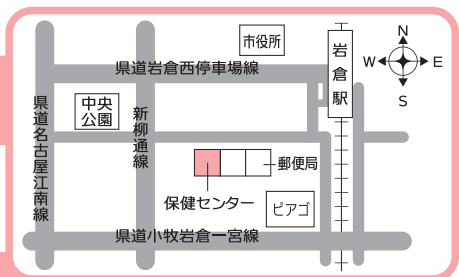 市役所
岩倉駅
N
W
E
S
県道岩倉西停車場線
中央
公園
県道名古屋江南線
新柳通線
郵便局
保健センター
ピアゴ
県道小牧岩倉一宮線